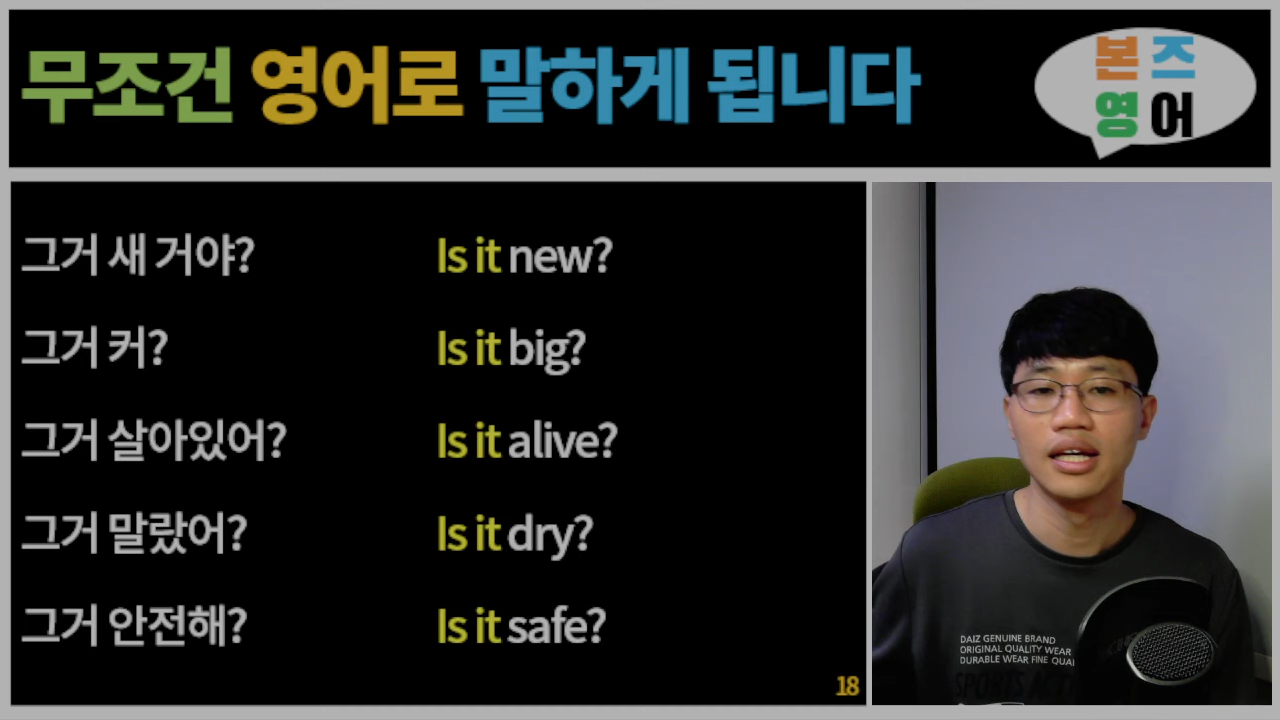 무조건 영어로 말하게 됩니다
본즈
영어
그거 새 거야? Is it new?
그거 커? Is it big?
그거 살아있어? Is it alive?
그거 말랐어? Is it dry?
그거 안전해? Is it safe?
18
DAIZ GENUINE BRAND
ORIGINAL QUALITY WEAR
DURABLE WEAR FINE
SPORTS